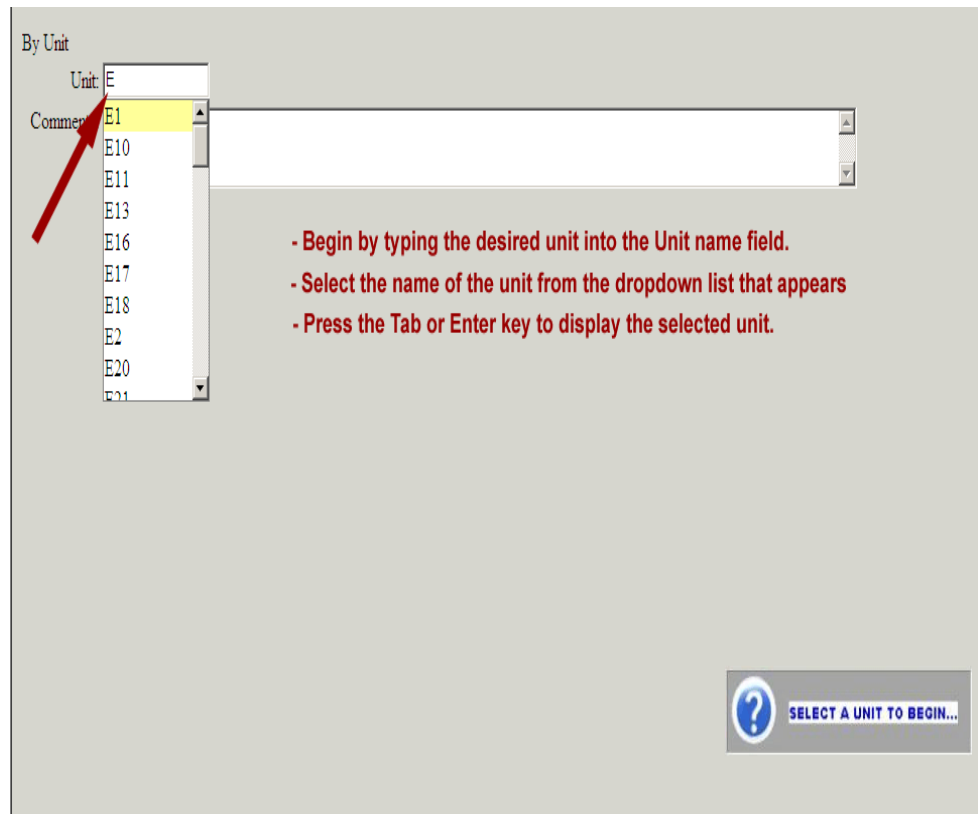 By Unit
Unit: E
Comment
E1
E10
E11
E13
E16
E17
E18
E2
E20
E21
- Begin by typing the desired unit into the Unit name field.
- Select the name of the unit from the dropdown list that appears
- Press the Tab or Enter key to display the selected unit.
? SELECT A UNIT TO BEGIN...